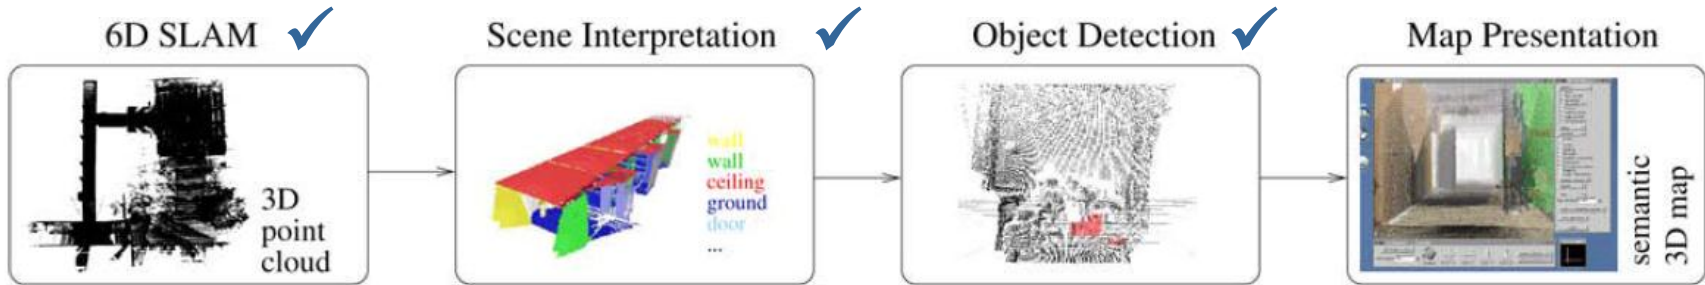 6D SLAM
Scene Interpretation
Object Detection
Map Presentation
3D
point
cloud
wall
wall
ceiling
ground
door
...
semantic
3D map